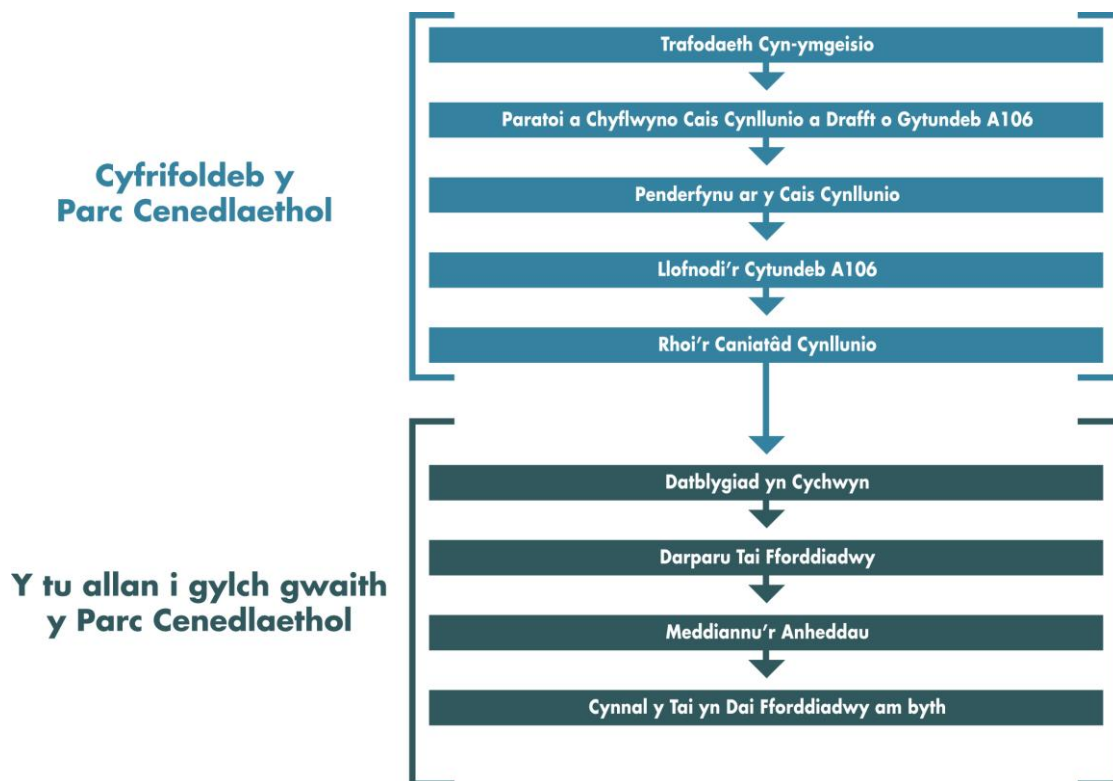 Cyfrifoldeb y
Parc Cenedlaethol
Trafodaeth Cyn-ymgeisio
Paratoi a Chyflwyno Cais Cynllunio a Drafft o Gytundeb A106
Penderfynu ar y Cais Cynllunio
Llofnodi'r Cytundeb A106
Rhoi'r Caniatâd Cynllunio
Y tu allan i gylch gwaith
y Parc Cenedlaethol
Datblygiad yn Cychwyn
Darparu Tai Fforddiadwy
Meddiannu'r Anheddau
Cynnal y Tai yn Dai Fforddiadwy am byth